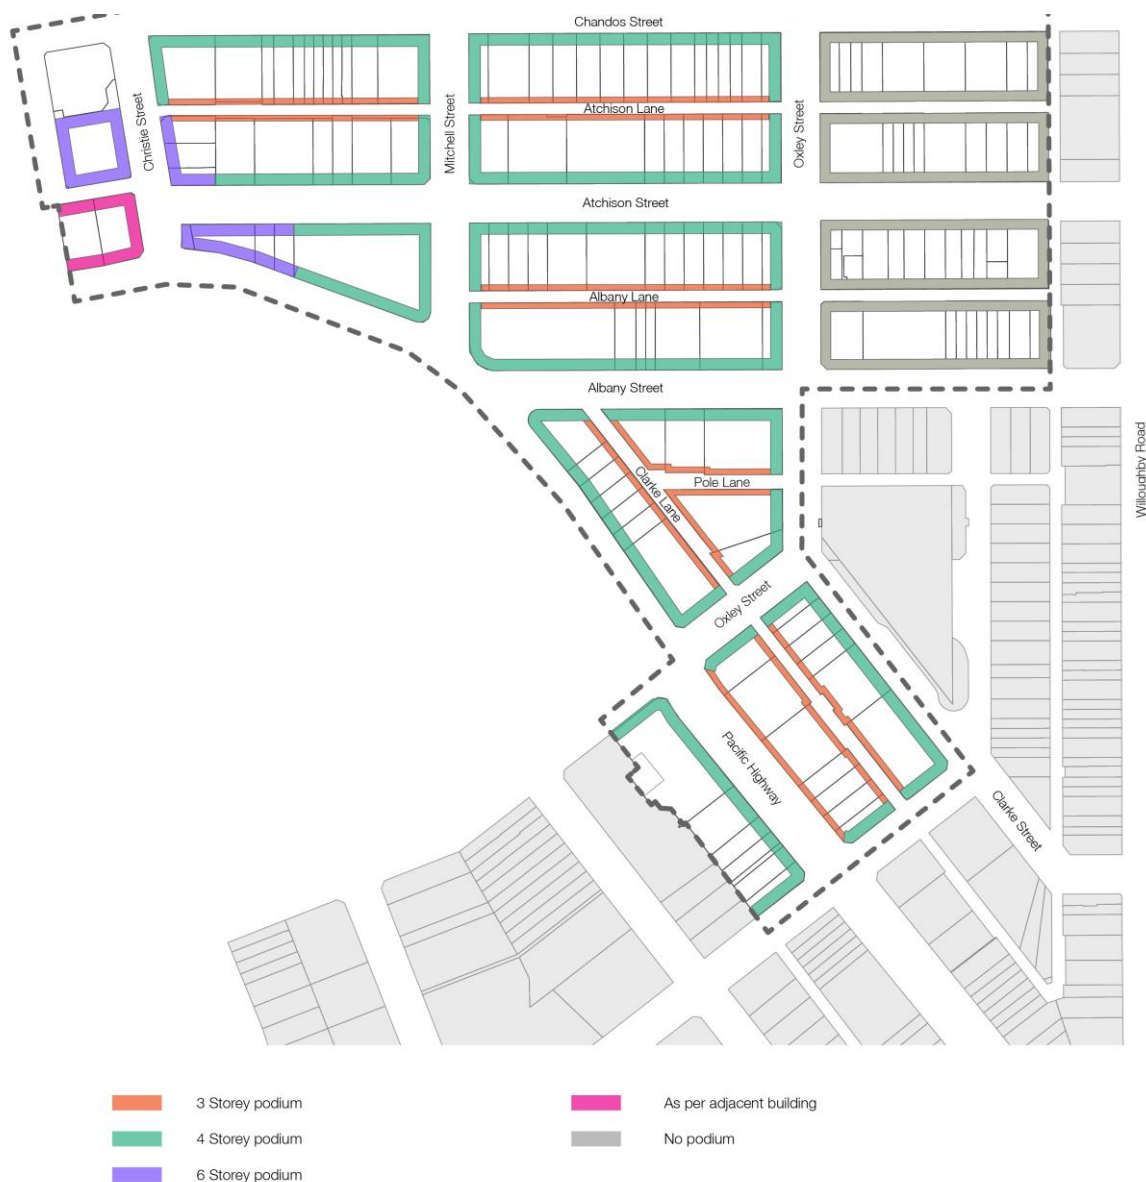 Chandos Street
Christie Street
Mitchell Street
Atchison Lane
Oxley Street
Atchison Street
Albany Lane
Albany Street
Clarke Lane
Pole Lane
Willoughby Road
Oxley Street
Pacific Highway
Clarke Street
3 Storey podium
4 Storey podium
6 Storey podium
As per adjacent building
No podium